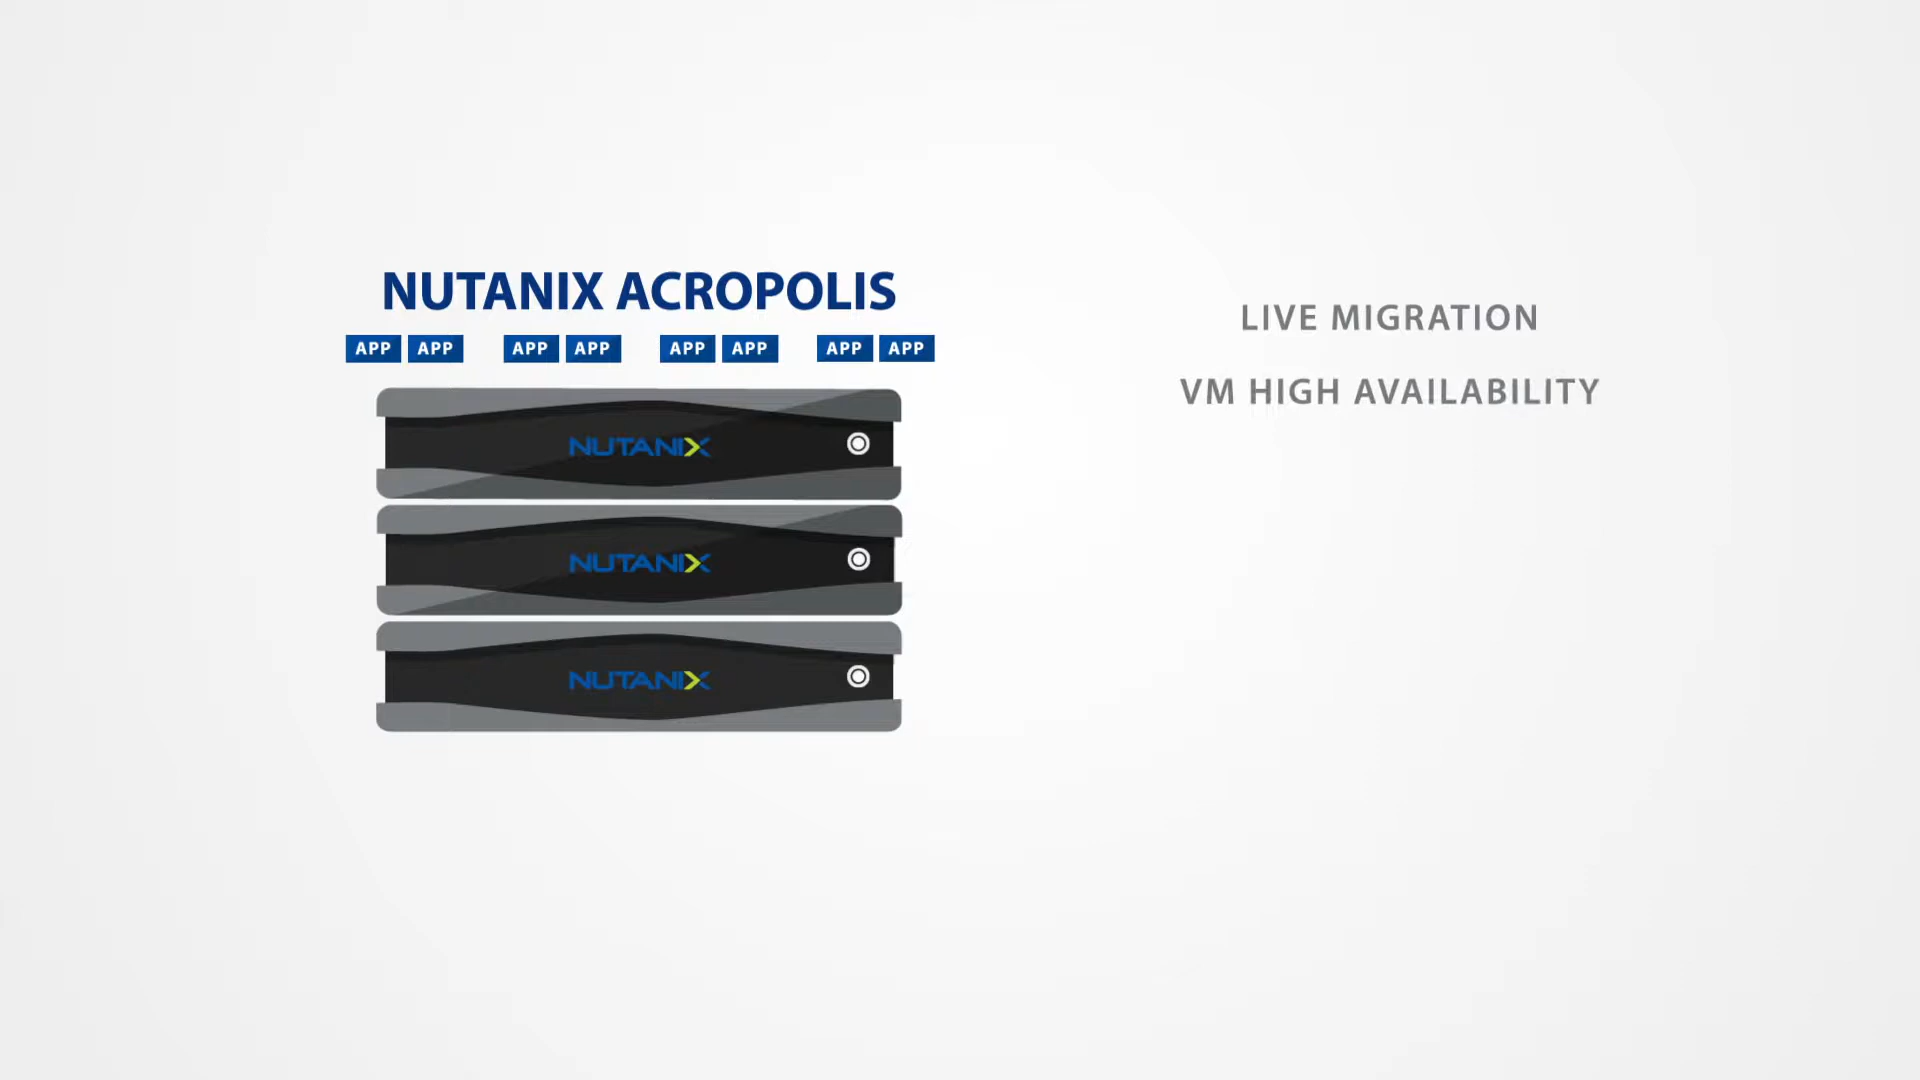 NUTANIX ACROPOLIS
APP APP APP APP APP APP APP APP
NUTANIX
NUTANIX
NUTANIX
LIVE MIGRATION
VM HIGH AVAILABILITY